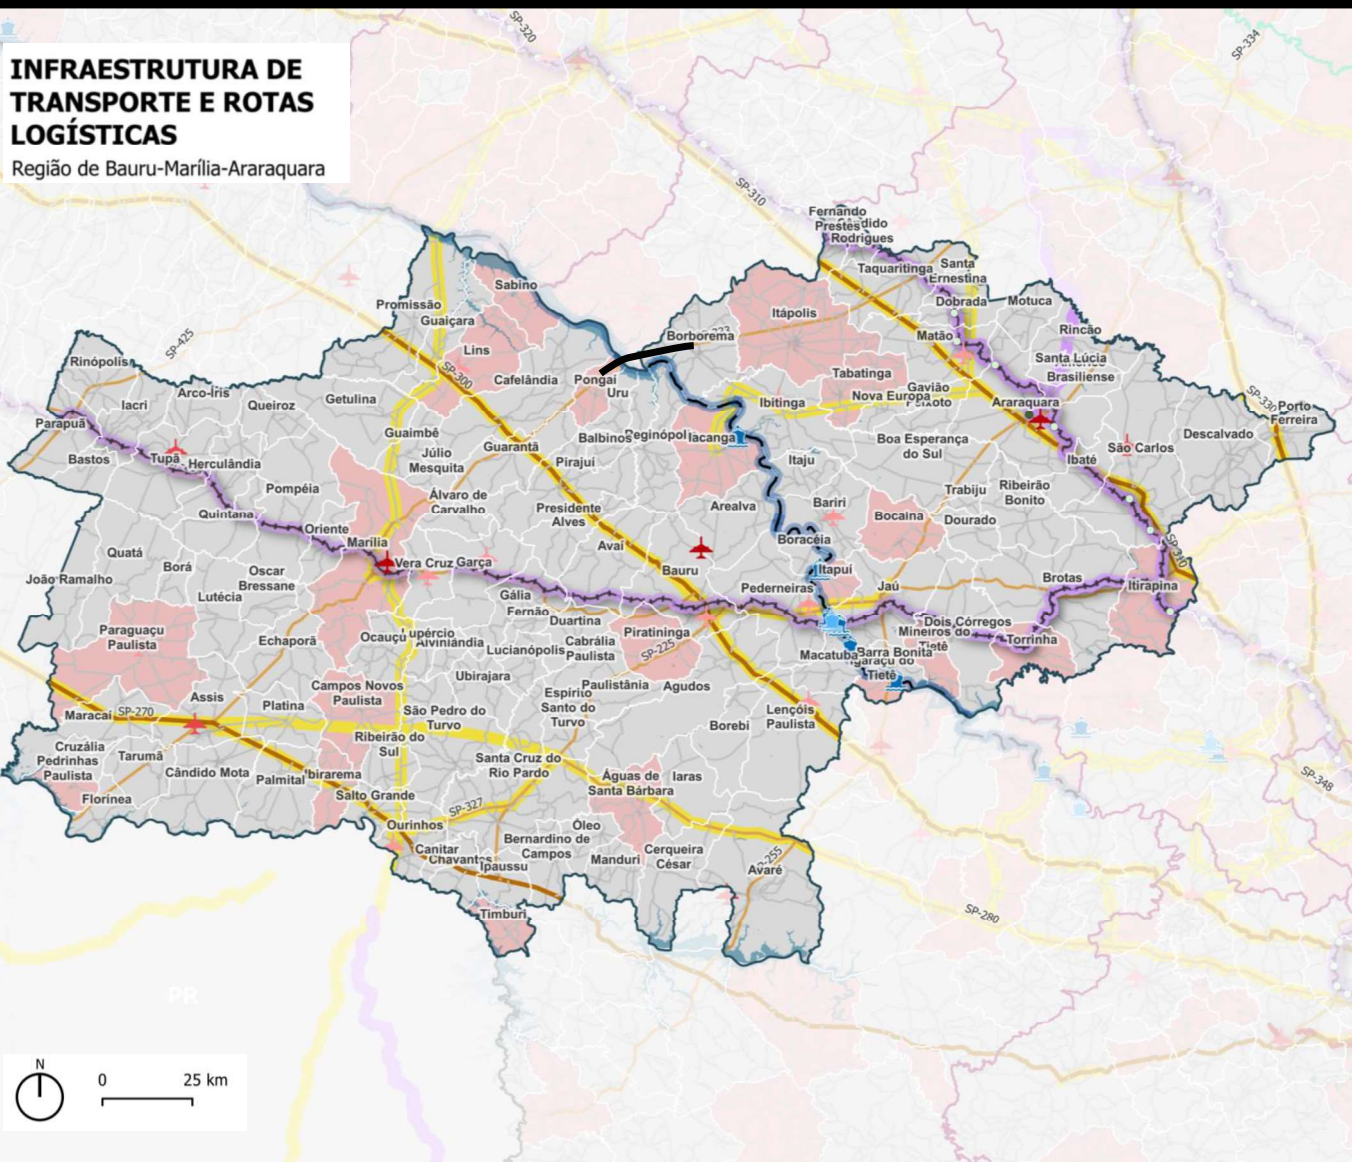 INFRAESTRUTURA DE
TRANSPORTE E ROTAS
LOGÍSTICAS
Região de Bauru-Marília-Araraquara
SP-320
SP-334
SP-310
SP-425
SP-300
SP-330
SP-310
SP-225
SP-270
SP-327
SP-255
SP-280
SP-348
Fernando
Prestes
Cândido
Rodrigues
Taquaritinga
Santa
Ernestina
Dobrada
Motuca
Sabino
Promissão
Guaiçara
Itápolis
Borborema
Matão
Rincão
Lins
Santa Lúcia
Rinópolis
Cafelândia
Pongaí
Uru
Tabatinga
Brasiliense
Arco-Íris
Iacri
Queiroz
Getulina
Ibitinga
Gavião
Peixoto
Nova Europa
Araraquara
Porto
Ferreira
Parapuã
Guaimbê
Guarantã
Balbinos
Reginópolis
Iacanga
Boa Esperança
do Sul
Descalvado
São Carlos
Bastos
Tupã
Herculândia
Júlio
Mesquita
Pirajuí
Itaju
Ibaté
Pompéia
Álvaro de
Carvalho
Presidente
Alves
Arealva
Bariri
Trabiju
Ribeirão
Bonito
Quintana
Oriente
Bocaina
Dourado
Marília
Avaí
Boracéia
Quatá
Borá
Oscar
Bressane
Vera Cruz
Garça
Bauru
Itapuí
João Ramalho
Lutécia
Gália
Pederneiras
Jaú
Brotas
Itirapina
Fernão
Duartina
Dois Córregos
Paraguaçu
Paulista
Echaporã
Ocauçu
Lupércio
Alvinlândia
Cabrália
Paulista
Piratininga
Mineiros do
Tietê
Torrinha
Lucianópolis
Macatuba
Barra Bonita
Igaraçu do
Tietê
Ubirajara
Campos Novos
Paulista
Espírito
Santo do
Turvo
Paulistânia
Agudos
Assis
Platina
Maracaí
São Pedro do
Turvo
Borebi
Lençóis
Paulista
Cruzália
Pedrinhas
Paulista
Tarumã
Ribeirão do
Sul
Santa Cruz do
Rio Pardo
Cândido Mota
Palmital
Ibirarema
Águas de
Santa Bárbara
Iaras
Florínea
Salto Grande
Ourinhos
Óleo
Canitar
Chavantes
Ipaussu
Bernardino de
Campos
Manduri
Cerqueira
César
Avaré
Timburi
PR
N
0 25 km